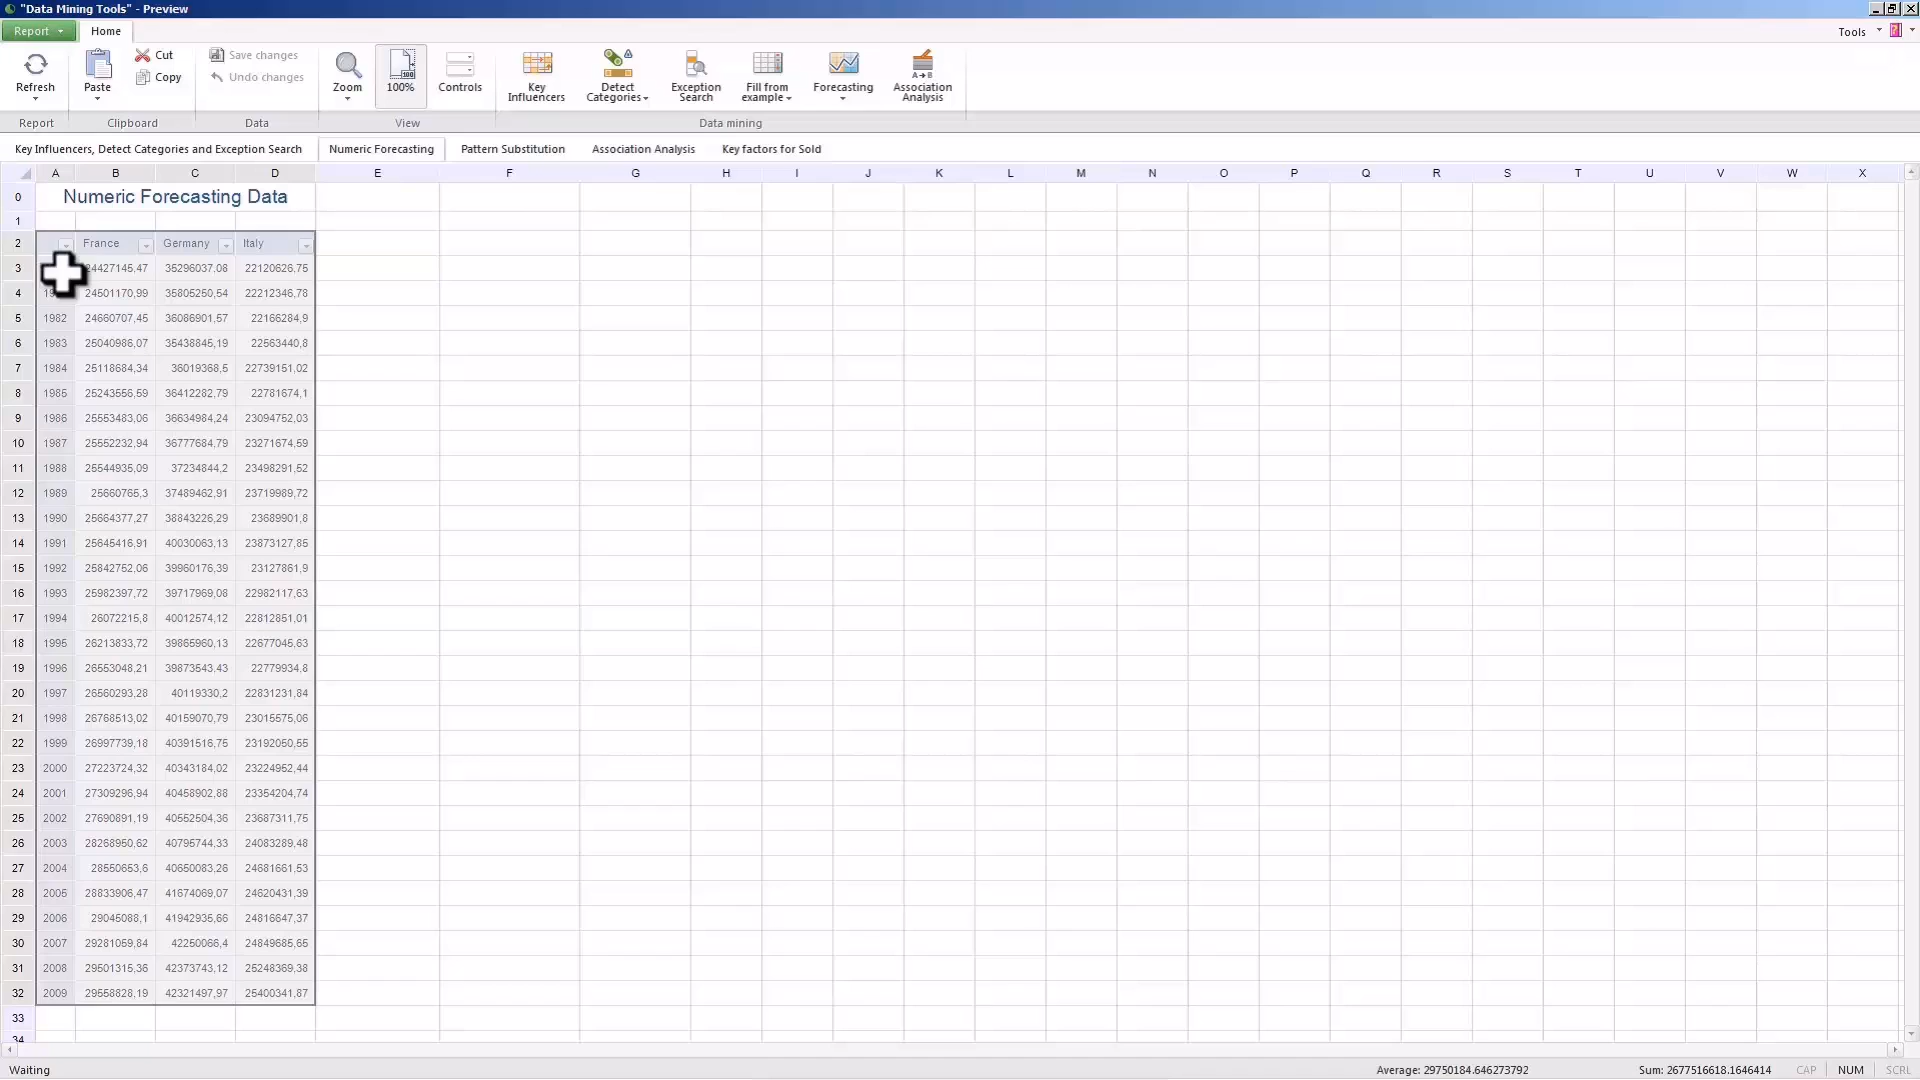 "Data Mining Tools" - Preview
Report Home Tools
Refresh Paste Cut Copy Save changes Undo changes Zoom 100% Controls Key Influencers Detect Categories Exception Search Fill from example Forecasting A➔B Association Analysis
Report Clipboard Data View Data mining
Key Influencers, Detect Categories and Exception Search Numeric Forecasting Pattern Substitution Association Analysis Key factors for Sold
A B C D E F G H I J K L M N O P Q R S T U V W X
0 Numeric Forecasting Data
1
2 France Germany Italy
3 24427145,47 35296037,08 22120626,75
4 24501170,99 35805250,54 22212346,78
5 1982 24660707,45 36086901,57 22166284,9
6 1983 25040986,07 35438845,19 22563440,8
7 1984 25118684,34 36019368,5 22739151,02
8 1985 25243556,59 36412282,79 22781674,1
9 1986 25553483,06 36634984,24 23094752,03
10 1987 25552232,94 36777684,79 23271674,59
11 1988 25544935,09 37234844,2 23498291,52
12 1989 25660765,3 37489462,91 23719989,72
13 1990 25664377,27 38843226,29 23689901,8
14 1991 25645416,91 40030063,13 23873127,85
15 1992 25842752,06 39960176,39 23127861,9
16 1993 25982397,72 39717969,08 22982117,63
17 1994 26072215,8 40012574,12 22812851,01
18 1995 26213833,72 39865960,13 22677045,63
19 1996 26553048,21 39873543,43 22779934,8
20 1997 26560293,28 40119330,2 22831231,84
21 1998 26768513,02 40159070,79 23015575,06
22 1999 26997739,18 40391516,75 23192050,55
23 2000 27223724,32 40343184,02 23224952,44
24 2001 27309296,94 40458902,88 23354204,74
25 2002 27690891,19 40552504,36 23687311,75
26 2003 28268950,62 40795744,33 24083289,48
27 2004 28550653,6 40650083,26 24681661,53
28 2005 28833906,47 41674069,07 24620431,39
29 2006 29045088,1 41942935,66 24816647,37
30 2007 29281059,84 42250066,4 24849685,65
31 2008 29501315,36 42373743,12 25248369,38
32 2009 29558828,19 42321497,97 25400341,87
33
34
Waiting Average: 29750184.646273792 Sum: 2677516618.1646414 CAP NUM SCRL